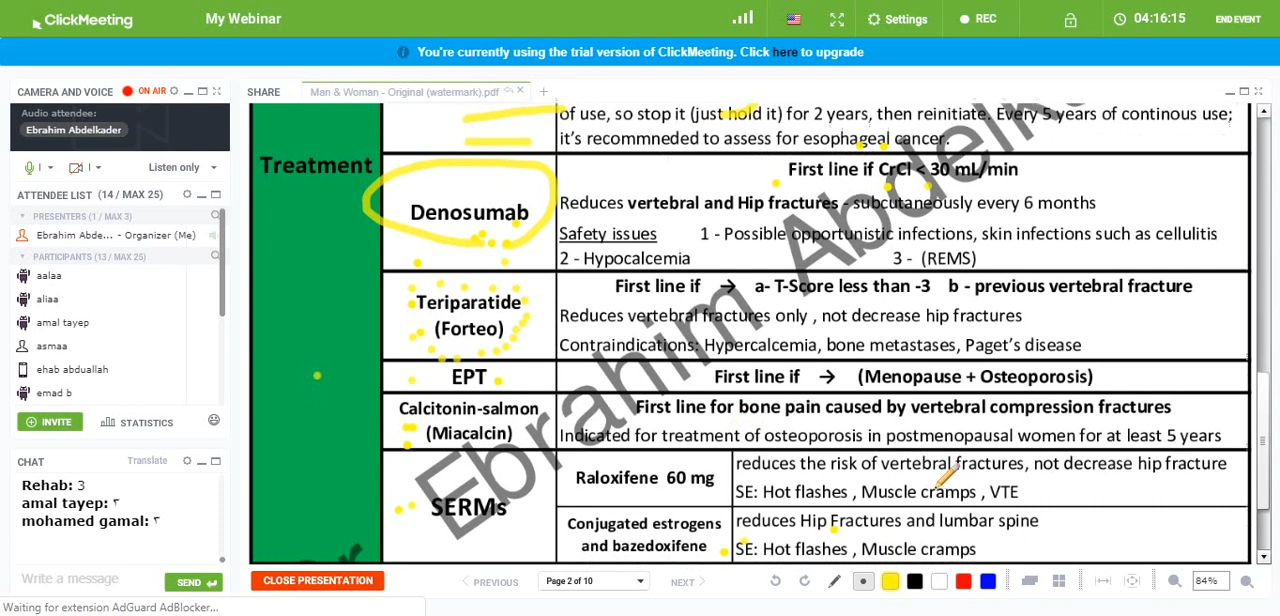 ClickMeeting My Webinar Settings REC 04:16:15 END EVENT
You're currently using the trial version of ClickMeeting. Click here to upgrade
CAMERA AND VOICE ON AIR
Audio attendee:
Ebrahim Abdelkader
Listen only
ATTENDEE LIST (14 / MAX 25)
PRESENTERS (1 / MAX 3)
Ebrahim Abde... - Organizer (Me)
PARTICIPANTS (13 / MAX 25)
aalaa
aliaa
amal tayep
asmaa
ehab abduallah
emad b
INVITE STATISTICS
CHAT Translate
Rehab: 3
amal tayep: ٣
mohamed gamal: ٣
Write a message SEND
Waiting for extension AdGuard AdBlocker...
SHARE Man & Woman - Original (watermark).pdf
Treatment
of use, so stop it (just hold it) for 2 years, then reinitiate. Every 5 years of continous use;
it's recommneded to assess for esophageal cancer.
Denosumab
First line if CrCl < 30 mL/min
Reduces vertebral and Hip fractures - subcutaneously every 6 months
Safety issues 1 - Possible opportunistic infections, skin infections such as cellulitis
2 - Hypocalcemia 3 - (REMS)
Teriparatide
(Forteo)
First line if → a- T-Score less than -3 b - previous vertebral fracture
Reduces vertebral fractures only , not decrease hip fractures
Contraindications: Hypercalcemia, bone metastases, Paget's disease
EPT First line if → (Menopause + Osteoporosis)
Calcitonin-salmon
(Miacalcin)
First line for bone pain caused by vertebral compression fractures
Indicated for treatment of osteoporosis in postmenopausal women for at least 5 years
SERMs
Raloxifene 60 mg
reduces the risk of vertebral fractures, not decrease hip fracture
SE: Hot flashes , Muscle cramps , VTE
Conjugated estrogens
and bazedoxifene
reduces Hip Fractures and lumbar spine
SE: Hot flashes , Muscle cramps
Ebrahim Abdelk
CLOSE PRESENTATION PREVIOUS Page 2 of 10 NEXT 84%